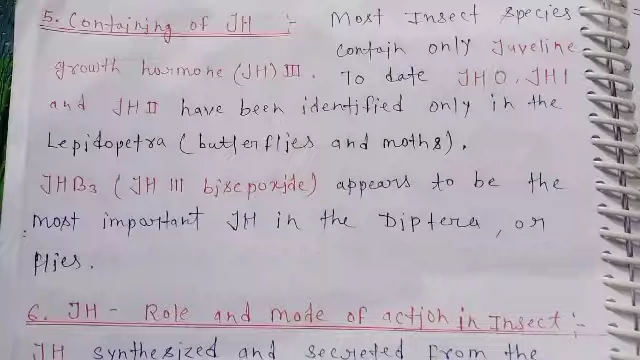 5. Containing of JH :- Most Insect species
contain only Juveline
growth hormone (JH) III. To date JH0, JHI
and JH II have been identified only in the
Lepidopetra (butterflies and moths).
JHB3 (JH III bisepoxide) appears to be the
most important JH in the Diptera, or
flies.
6. JH - Role and mode of action in Insect :-
JH synthesized and secreted from the